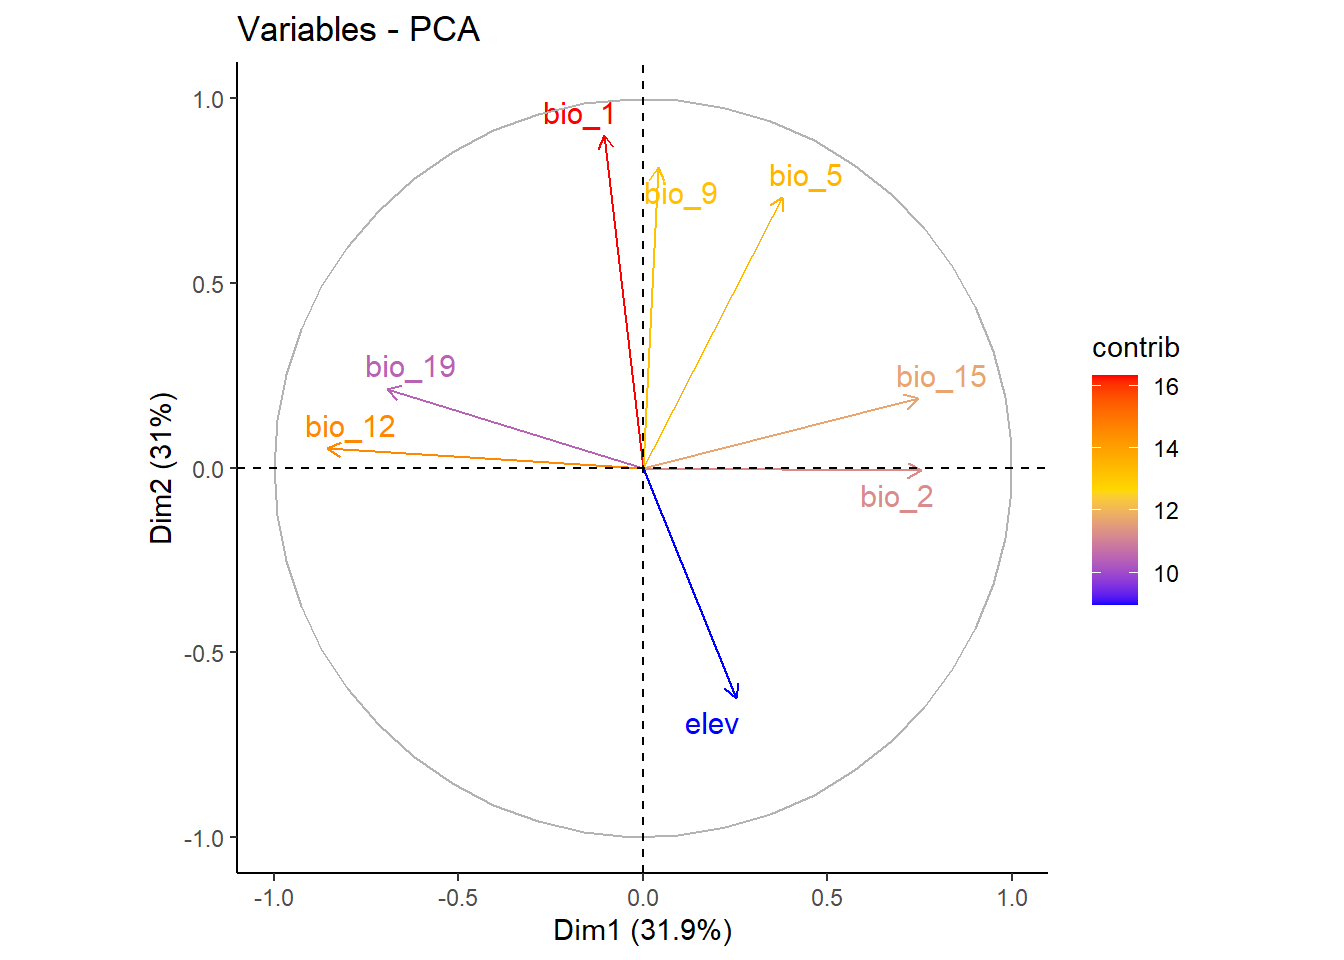 Variables - PCA
1.0
0.5
0.0
-0.5
-1.0
Dim2 (31%)
bio_1
bio_9
bio_5
bio_19
bio_12
bio_15
bio_2
elev
-1.0
-0.5
0.0
0.5
1.0
Dim1 (31.9%)
contrib
16
14
12
10